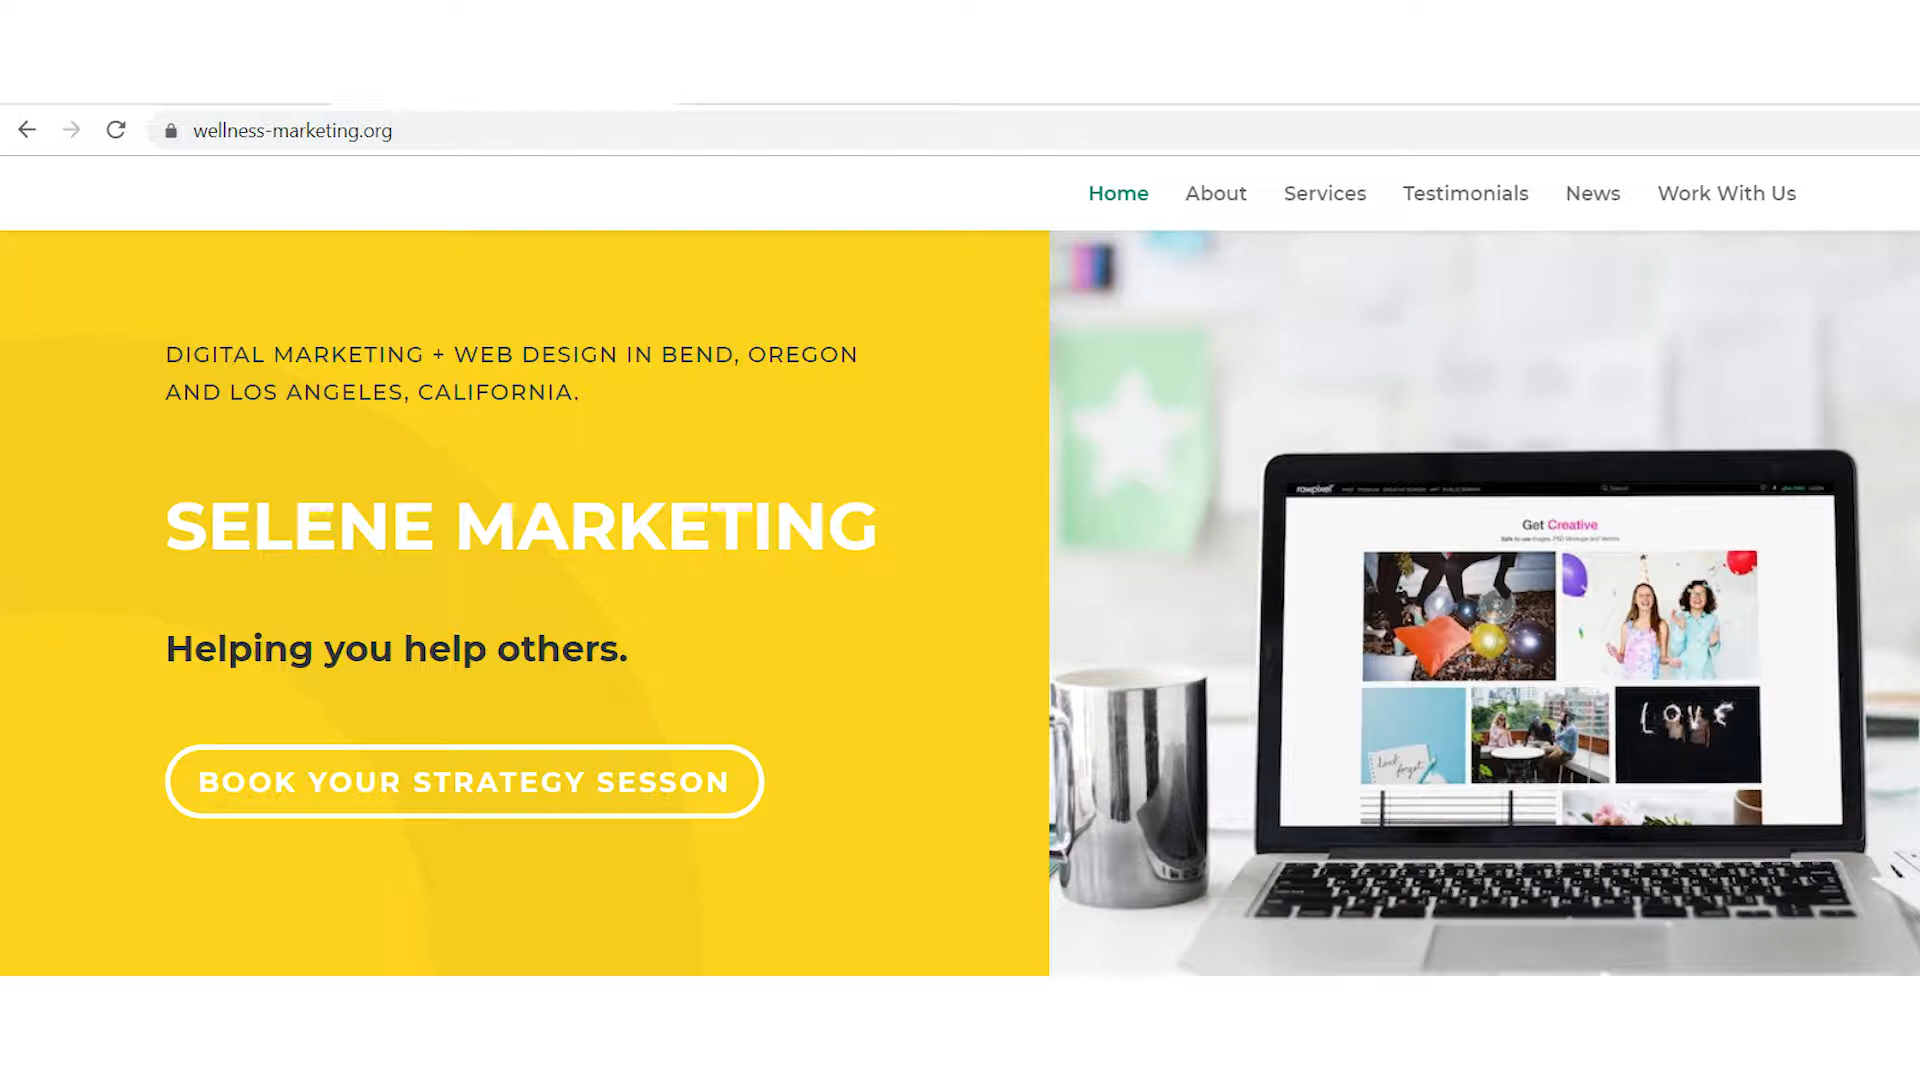 wellness-marketing.org
Home About Services Testimonials News Work With Us
DIGITAL MARKETING + WEB DESIGN IN BEND, OREGON
AND LOS ANGELES, CALIFORNIA.
SELENE MARKETING
Helping you help others.
BOOK YOUR STRATEGY SESSON
rawpixel
Get Creative
LOVE